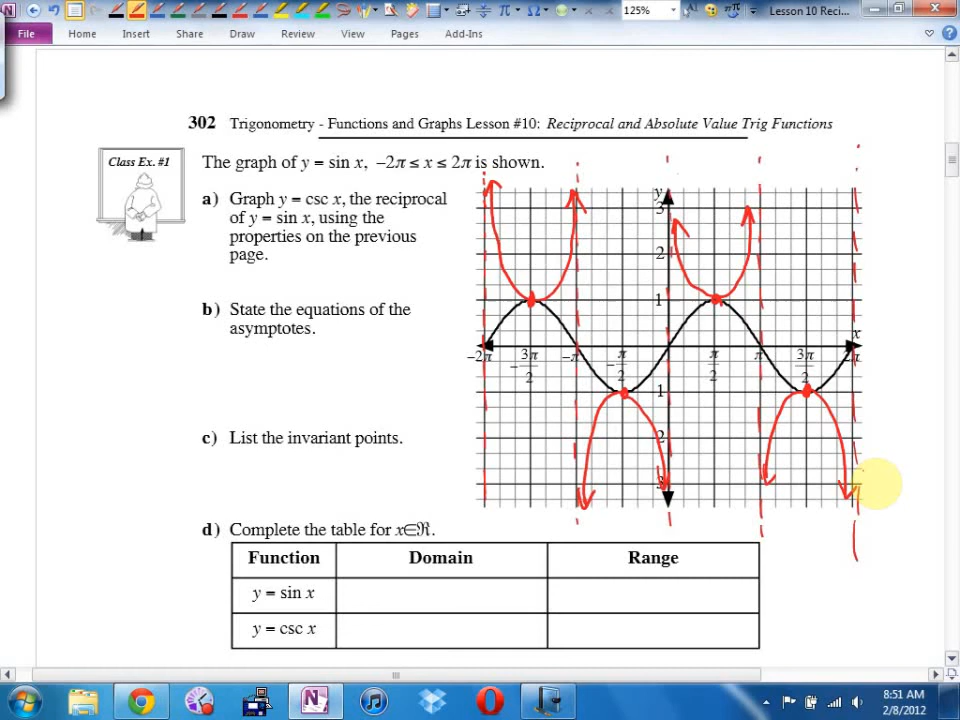 125%
Lesson 10 Reci...
File Home Insert Share Draw Review View Pages Add-Ins
302 Trigonometry - Functions and Graphs Lesson #10: Reciprocal and Absolute Value Trig Functions
Class Ex. #1
The graph of y = sin x, −2π ≤ x ≤ 2π is shown.
a) Graph y = csc x, the reciprocal
of y = sin x, using the
properties on the previous
page.
b) State the equations of the
asymptotes.
c) List the invariant points.
y
3
2
1
x
−2π −3π/2 −π −π/2 π/2 π 3π/2 2π
1
2
3
d) Complete the table for x∈ℜ.
Function Domain Range
y = sin x
y = csc x
8:51 AM
2/8/2012